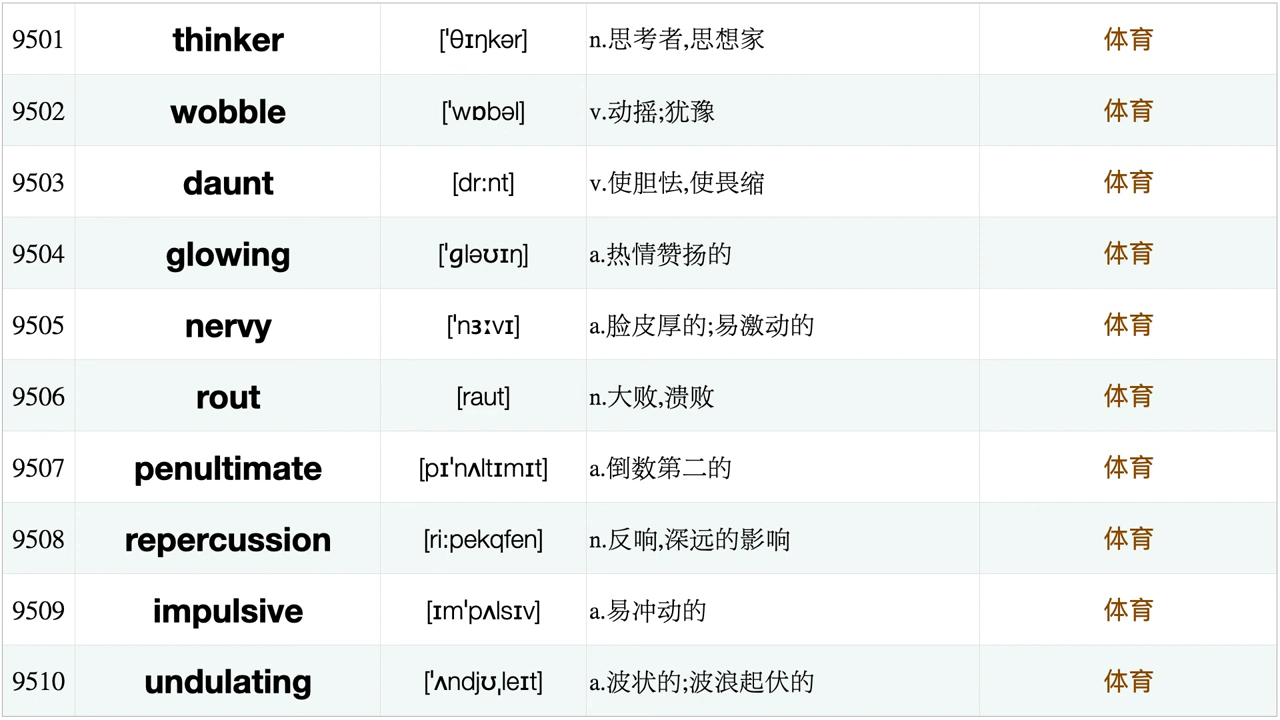 9501 thinker ['θɪŋkər] n.思考者,思想家 体育
9502 wobble ['wɒbəl] v.动摇;犹豫 体育
9503 daunt [dr:nt] v.使胆怯,使畏缩 体育
9504 glowing ['ɡləʊɪŋ] a.热情赞扬的 体育
9505 nervy ['nɜːvɪ] a.脸皮厚的;易激动的 体育
9506 rout [raut] n.大败,溃败 体育
9507 penultimate [pɪ'nʌltɪmɪt] a.倒数第二的 体育
9508 repercussion [ri:pekqfen] n.反响,深远的影响 体育
9509 impulsive [ɪm'pʌlsɪv] a.易冲动的 体育
9510 undulating ['ʌndjʊˌleɪt] a.波状的;波浪起伏的 体育